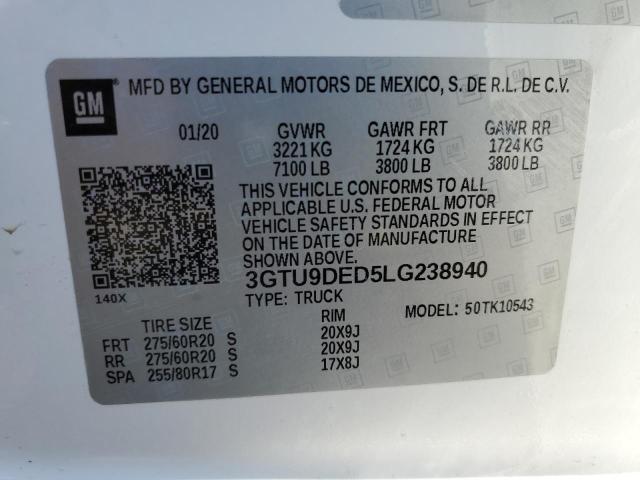 GM
GM
MFD BY GENERAL MOTORS DE MEXICO, S. DE R.L. DE C.V.
01/20 GVWR GAWR FRT GAWR RR
3221 KG 1724 KG 1724 KG
7100 LB 3800 LB 3800 LB
THIS VEHICLE CONFORMS TO ALL
APPLICABLE U.S. FEDERAL MOTOR
VEHICLE SAFETY STANDARDS IN EFFECT
ON THE DATE OF MANUFACTURE
3GTU9DED5LG238940
140X TYPE: TRUCK MODEL: 50TK10543
TIRE SIZE RIM
FRT 275/60R20 S 20X9J
RR 275/60R20 S 20X9J
SPA 255/80R17 S 17X8J